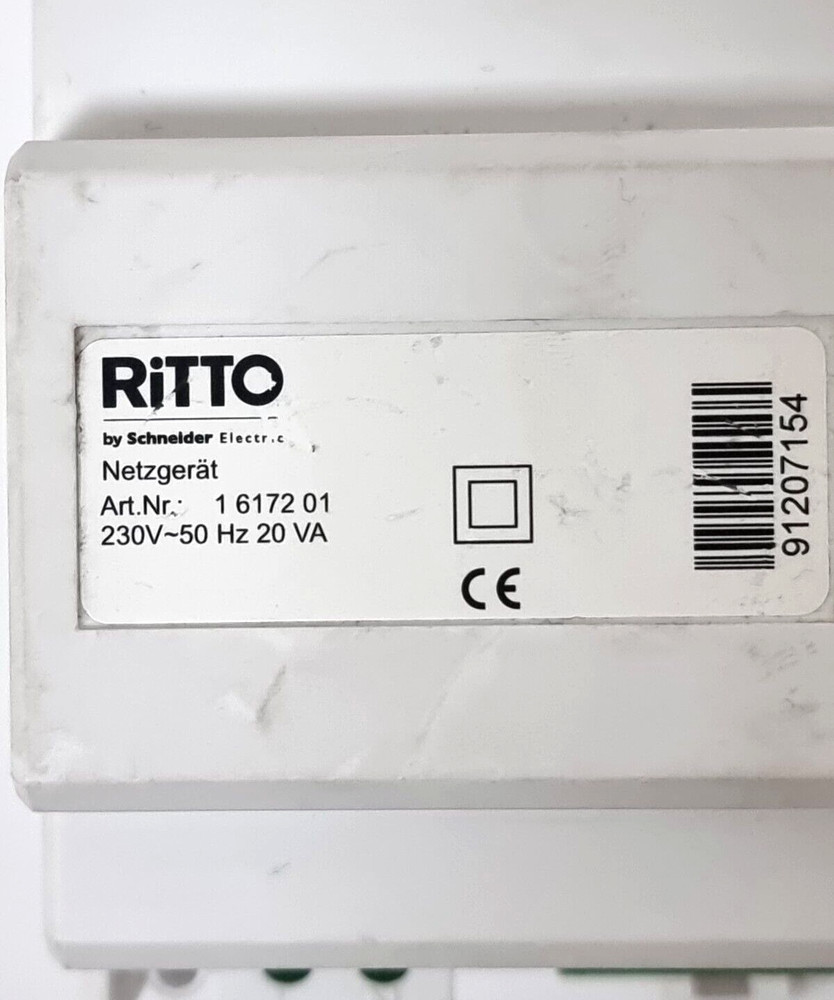 RiTTO
by Schneider Electric
Netzgerät
Art.Nr.: 1 6172 01
230V~50 Hz 20 VA
CE
91207154